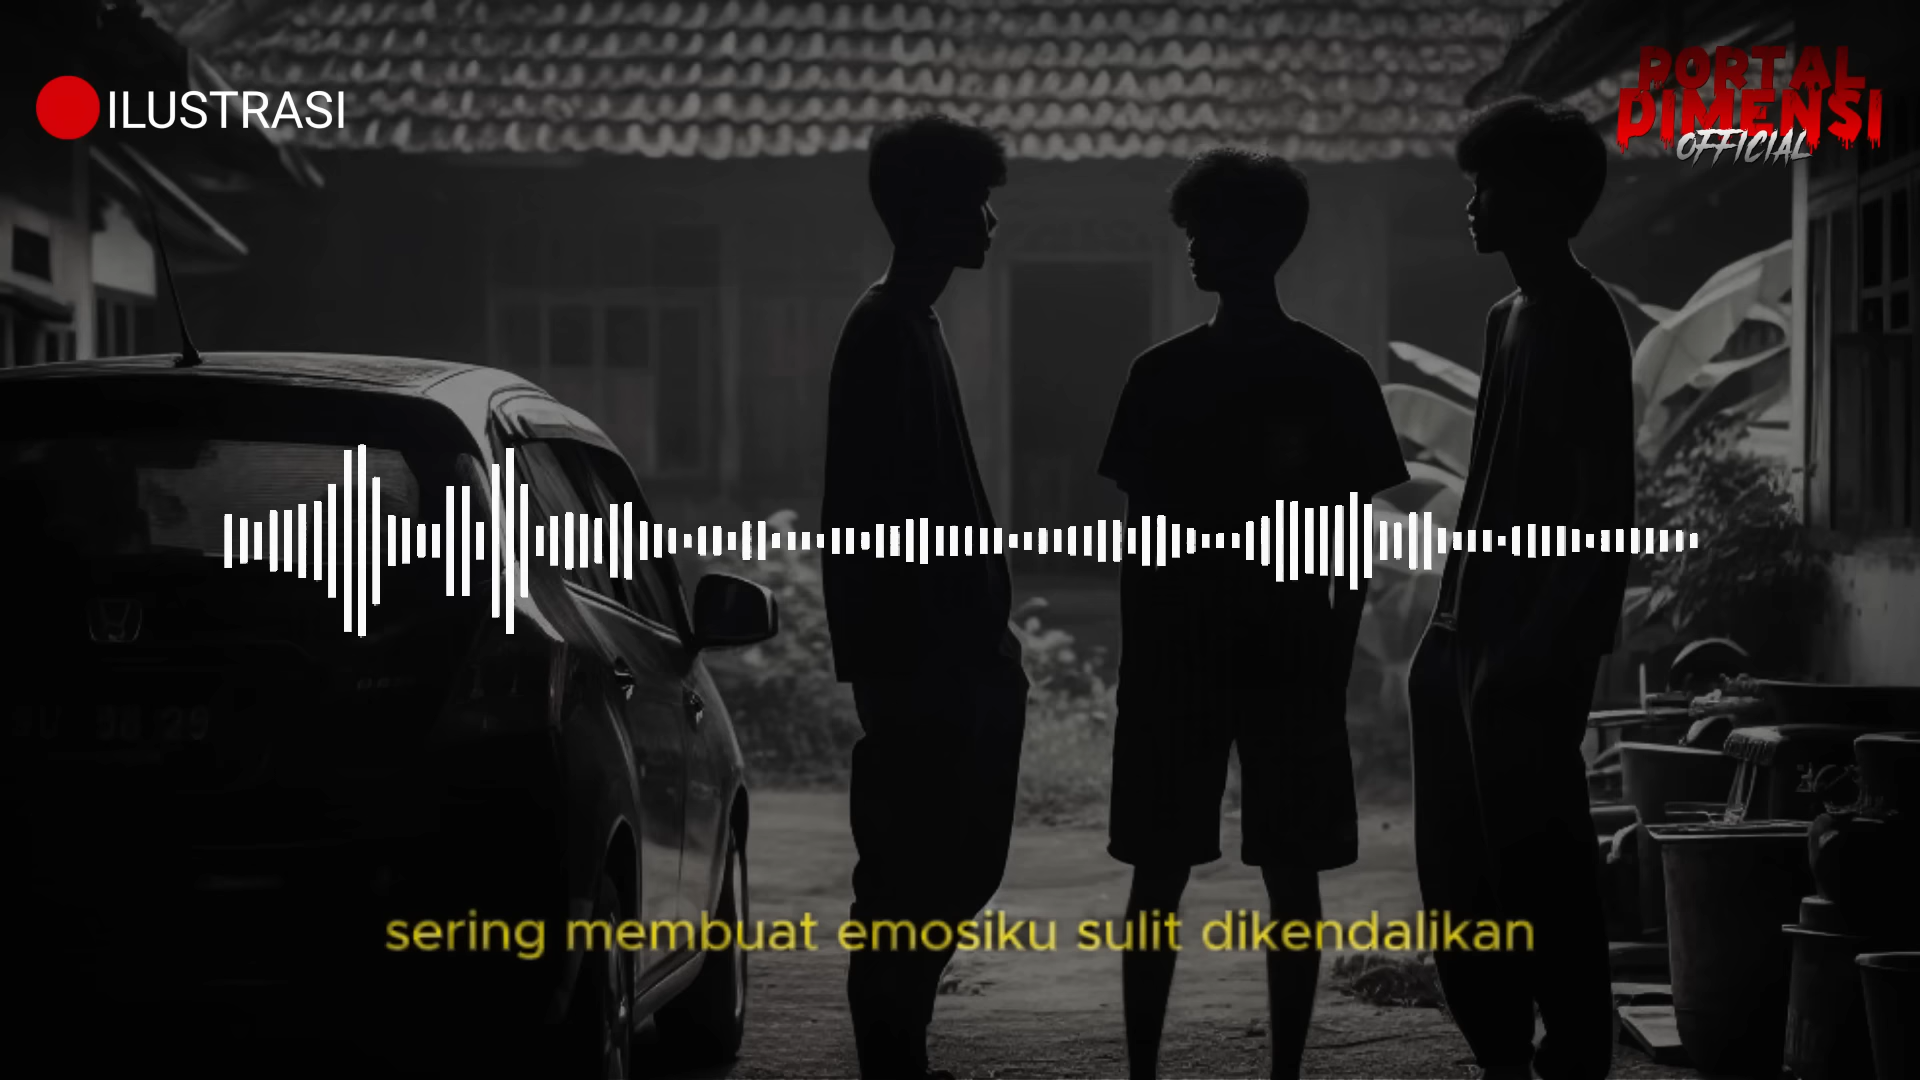 ILUSTRASI
PORTAL
DIMENSI
OFFICIAL
sering membuat emosiku sulit dikendalikan